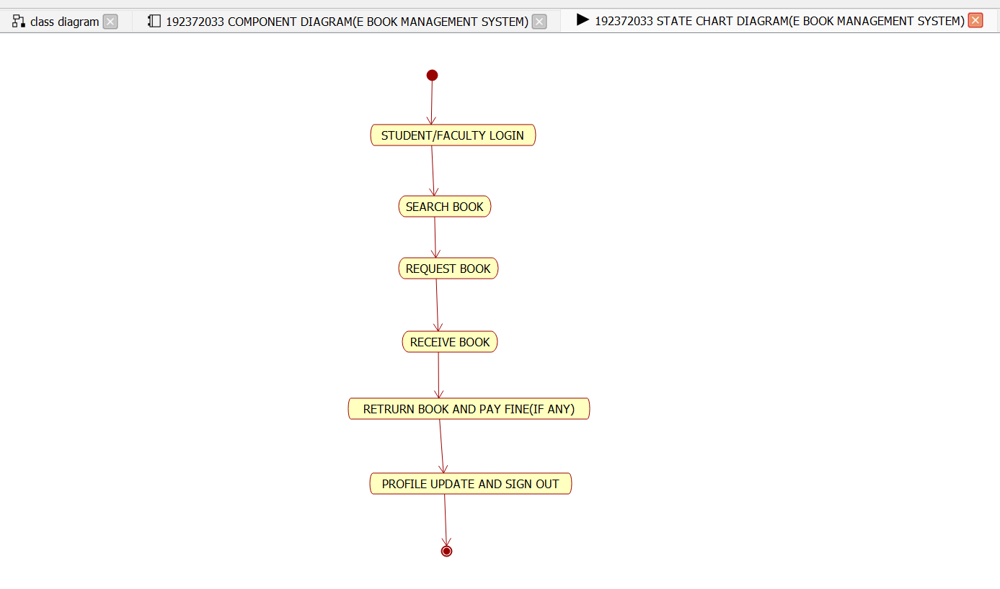 class diagram
192372033 COMPONENT DIAGRAM(E BOOK MANAGEMENT SYSTEM)
192372033 STATE CHART DIAGRAM(E BOOK MANAGEMENT SYSTEM)
STUDENT/FACULTY LOGIN
SEARCH BOOK
REQUEST BOOK
RECEIVE BOOK
RETRURN BOOK AND PAY FINE(IF ANY)
PROFILE UPDATE AND SIGN OUT